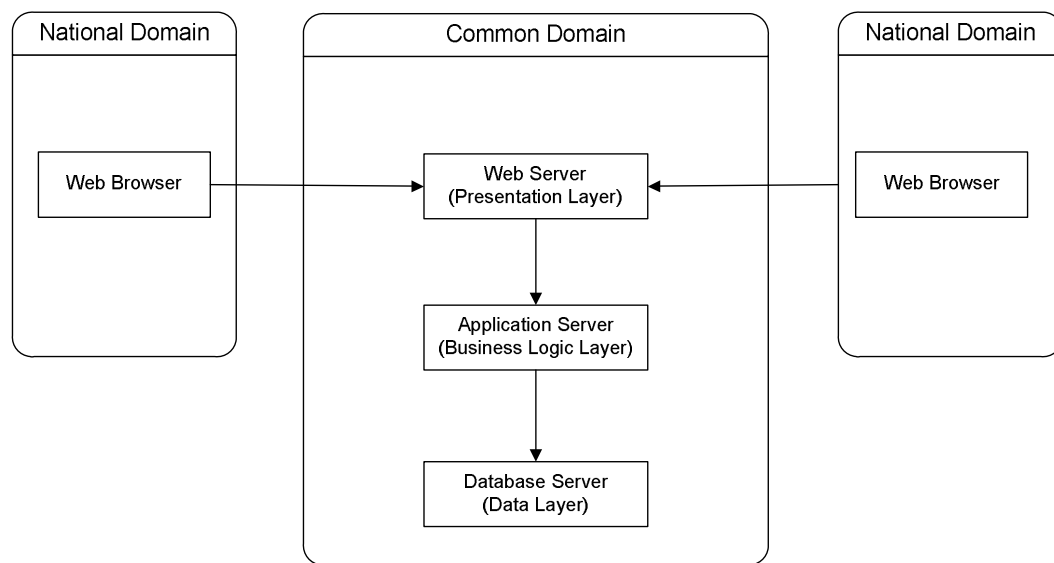 National Domain
Common Domain
National Domain
Web Browser
Web Server
(Presentation Layer)
Web Browser
Application Server
(Business Logic Layer)
Database Server
(Data Layer)